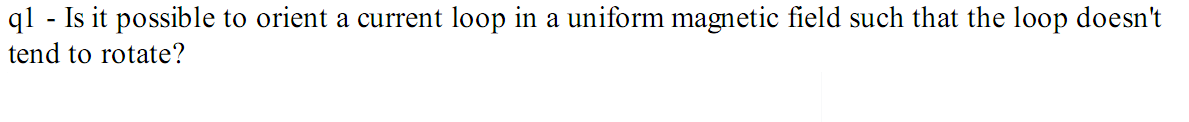 q1 - Is it possible to orient a current loop in a uniform magnetic field such that the loop doesn't
tend to rotate?